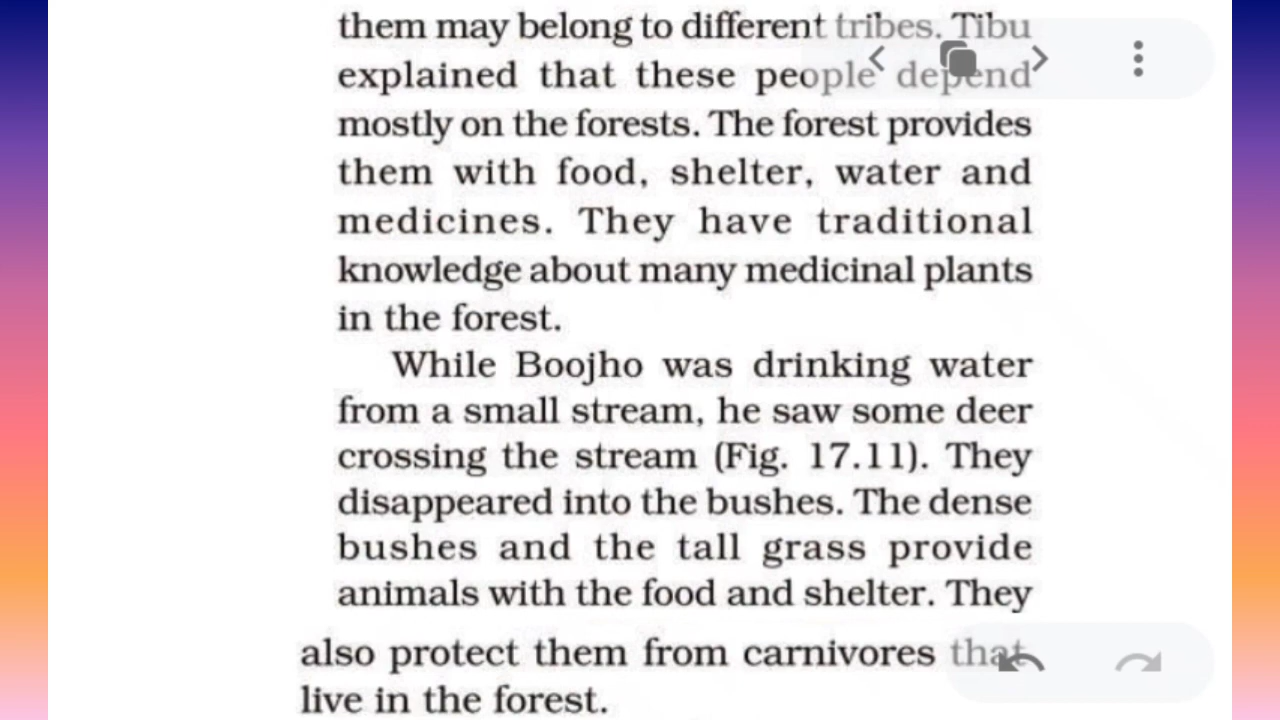 them may belong to different tribes. Tibu
explained that these people depend
mostly on the forests. The forest provides
them with food, shelter, water and
medicines. They have traditional
knowledge about many medicinal plants
in the forest.
While Boojho was drinking water
from a small stream, he saw some deer
crossing the stream (Fig. 17.11). They
disappeared into the bushes. The dense
bushes and the tall grass provide
animals with the food and shelter. They
also protect them from carnivores that
live in the forest.